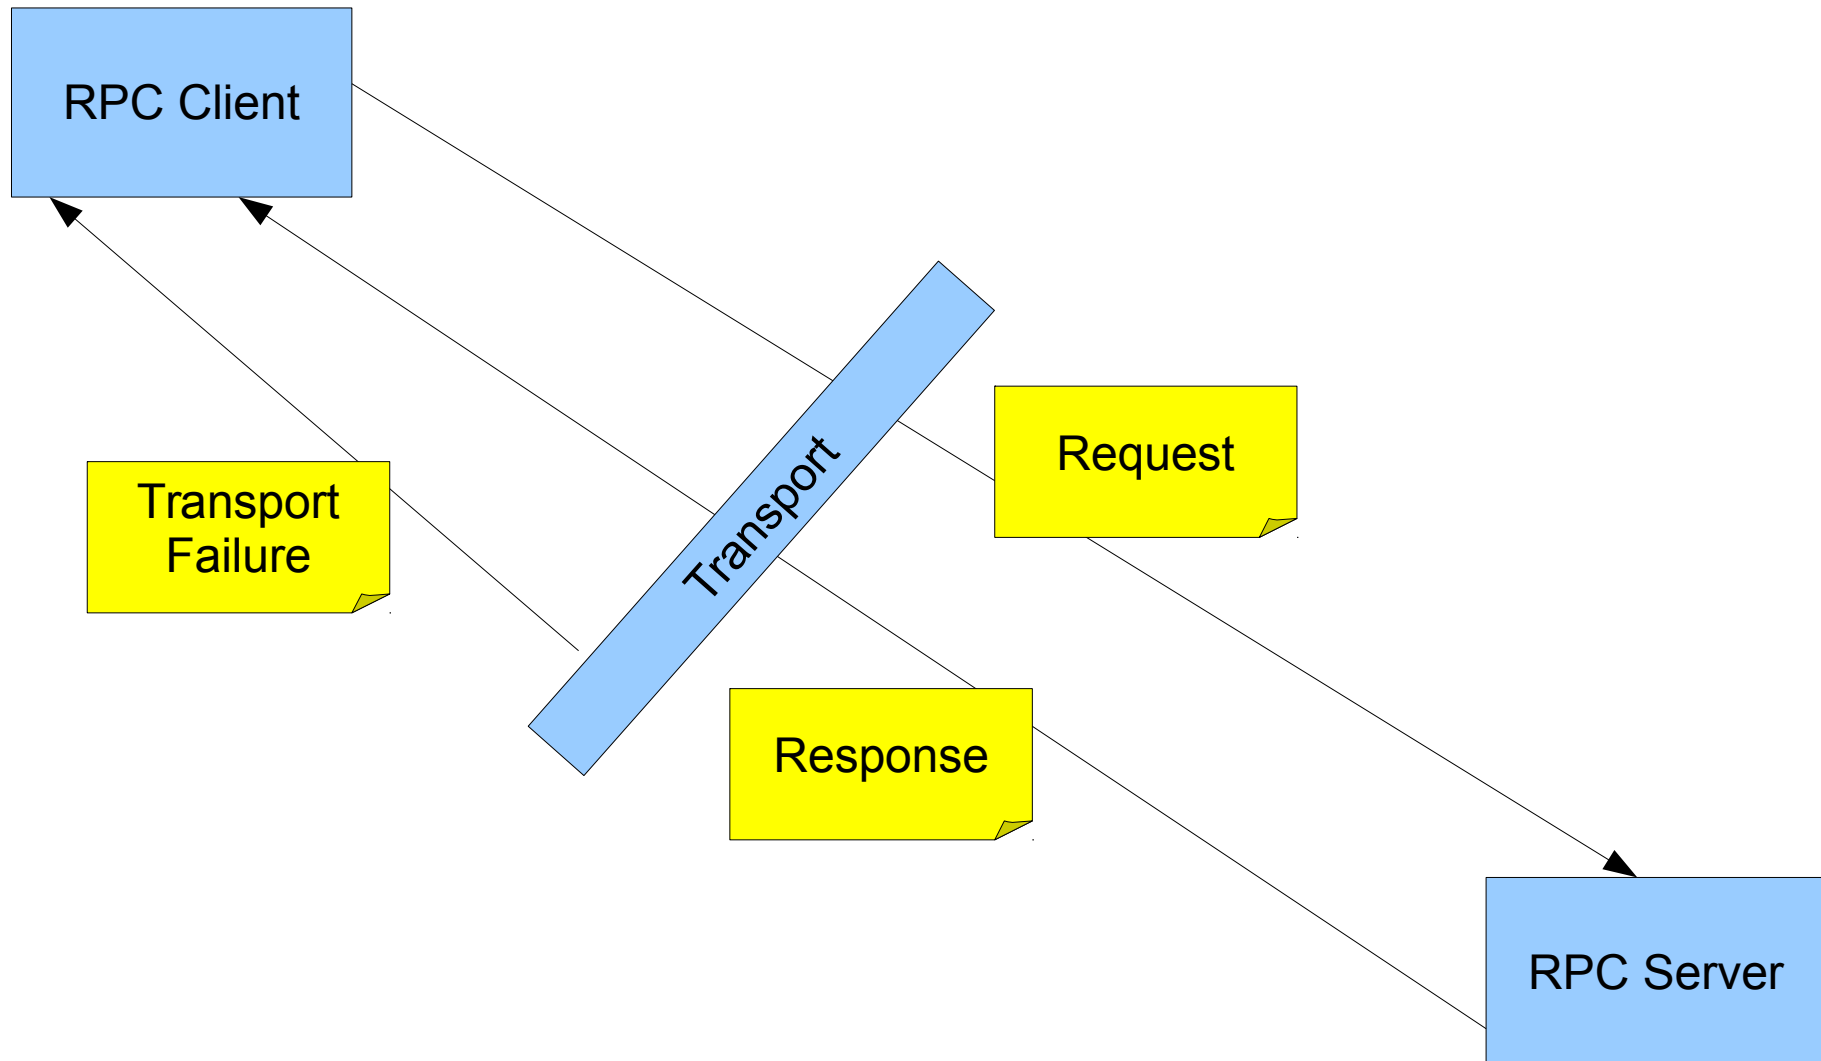 RPC Client
Transport
Failure
Transport
Request
Response
RPC Server